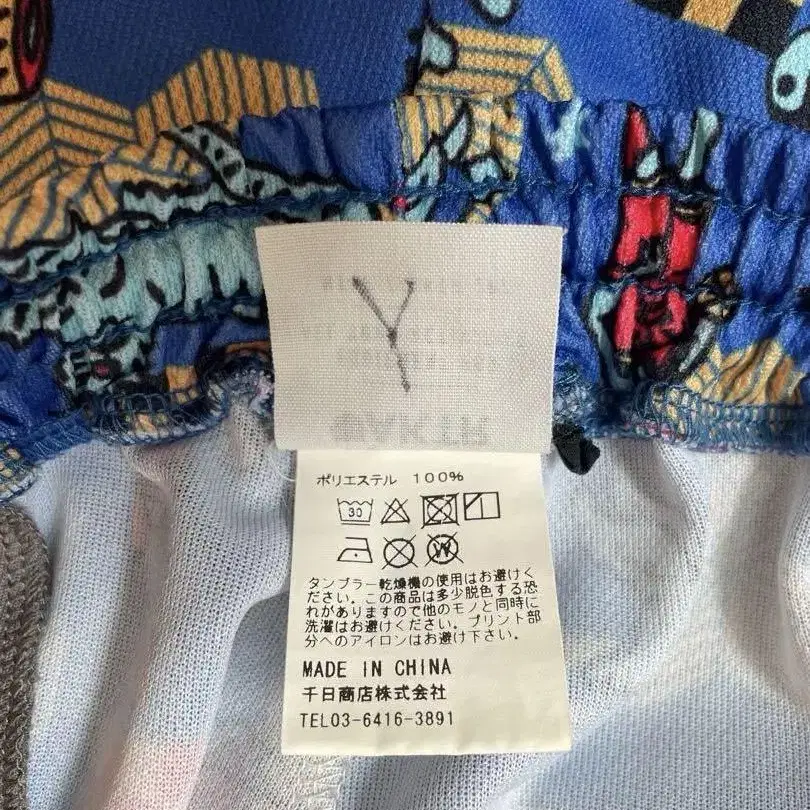 Y
ポリエステル 100%
30
W
タンブラー乾燥機の使用はお避けく
ださい。この商品は多少脱色する恐
れがありますので他のモノと同時に
洗濯はお避けください。プリント部
分へのアイロンはお避け下さい。
MADE IN CHINA
千日商店株式会社
TEL03-6416-3891